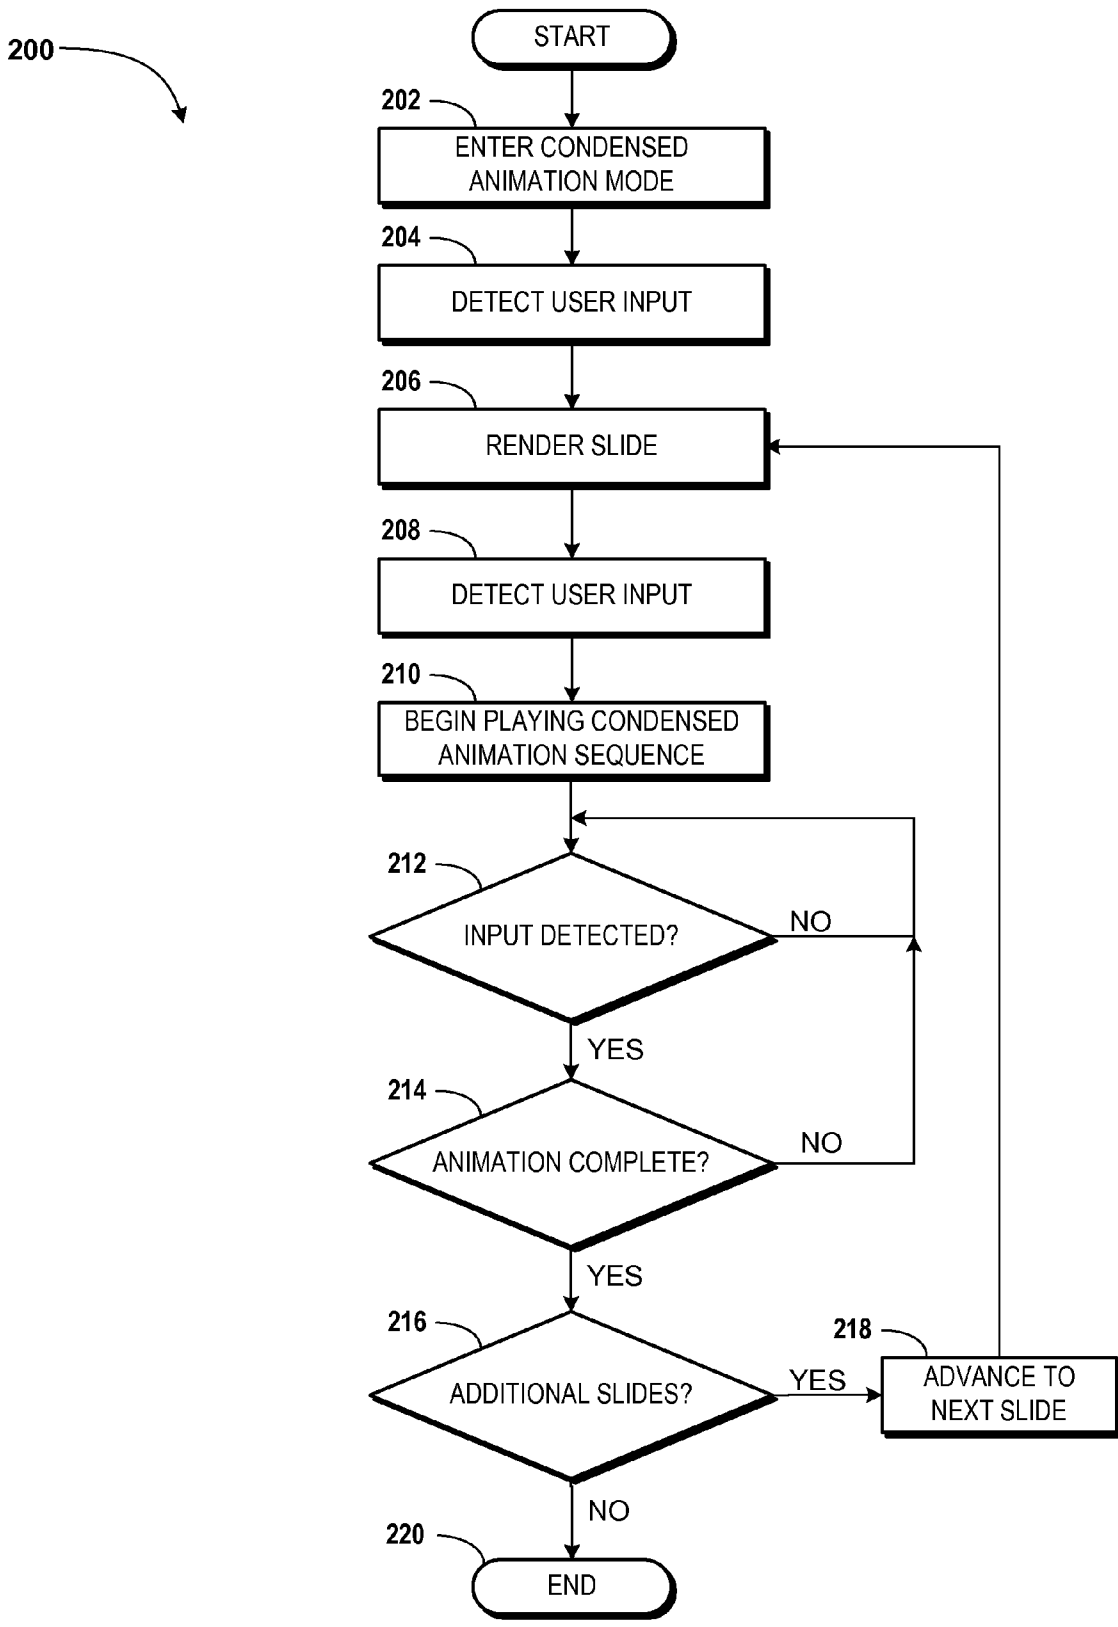 START
200
202
ENTER CONDENSED
ANIMATION MODE
204
DETECT USER INPUT
206
RENDER SLIDE
208
DETECT USER INPUT
210
BEGIN PLAYING CONDENSED
ANIMATION SEQUENCE
212
INPUT DETECTED?
NO
YES
214
ANIMATION COMPLETE?
NO
YES
216
ADDITIONAL SLIDES?
YES
218
ADVANCE TO
NEXT SLIDE
NO
220
END